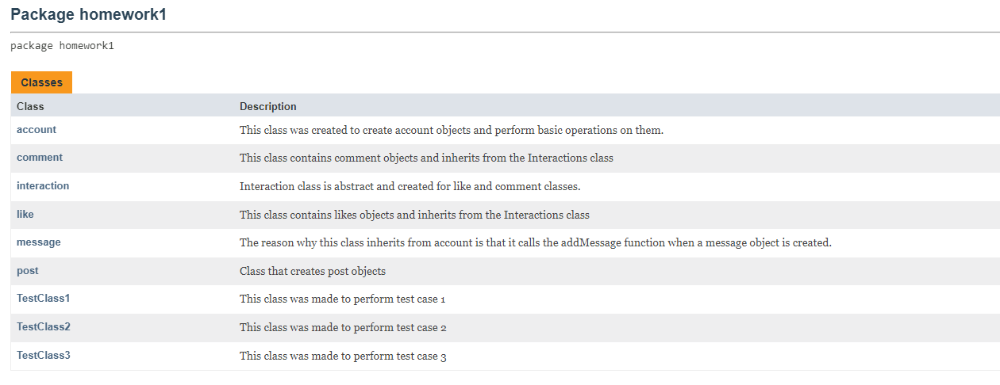 Package homework1
package homework1
Classes
Class Description
account This class was created to create account objects and perform basic operations on them.
comment This class contains comment objects and inherits from the Interactions class
interaction Interaction class is abstract and created for like and comment classes.
like This class contains likes objects and inherits from the Interactions class
message The reason why this class inherits from account is that it calls the addMessage function when a message object is created.
post Class that creates post objects
TestClass1 This class was made to perform test case 1
TestClass2 This class was made to perform test case 2
TestClass3 This class was made to perform test case 3